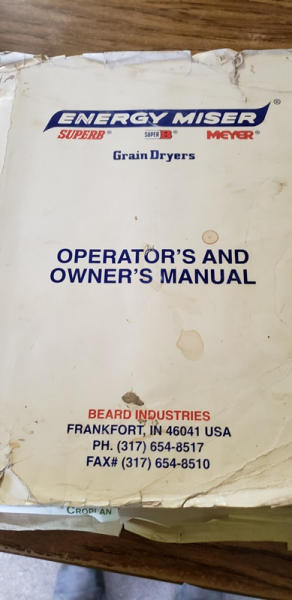 ENERGY MISER®
SUPERB® SUPER B® MEYER®
Grain Dryers
OPERATOR'S AND
OWNER'S MANUAL
BEARD INDUSTRIES
FRANKFORT, IN 46041 USA
PH. (317) 654-8517
FAX# (317) 654-8510
CROPLAN